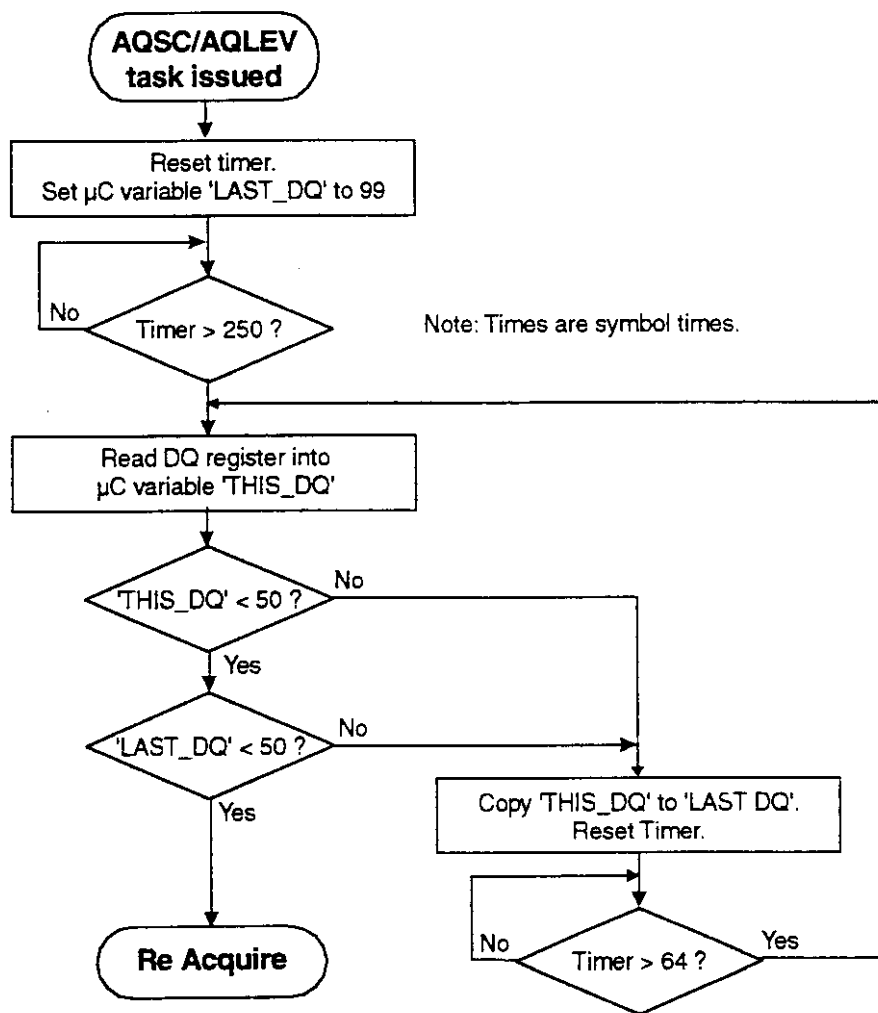 AQSC/AQLEV
task issued
Reset timer.
Set µC variable 'LAST_DQ' to 99
No
Timer > 250 ?
Note: Times are symbol times.
Read DQ register into
µC variable 'THIS_DQ'
'THIS_DQ' < 50 ?
No
Yes
'LAST_DQ' < 50 ?
No
Yes
Copy 'THIS_DQ' to 'LAST DQ'.
Reset Timer.
No
Timer > 64 ?
Yes
Re Acquire